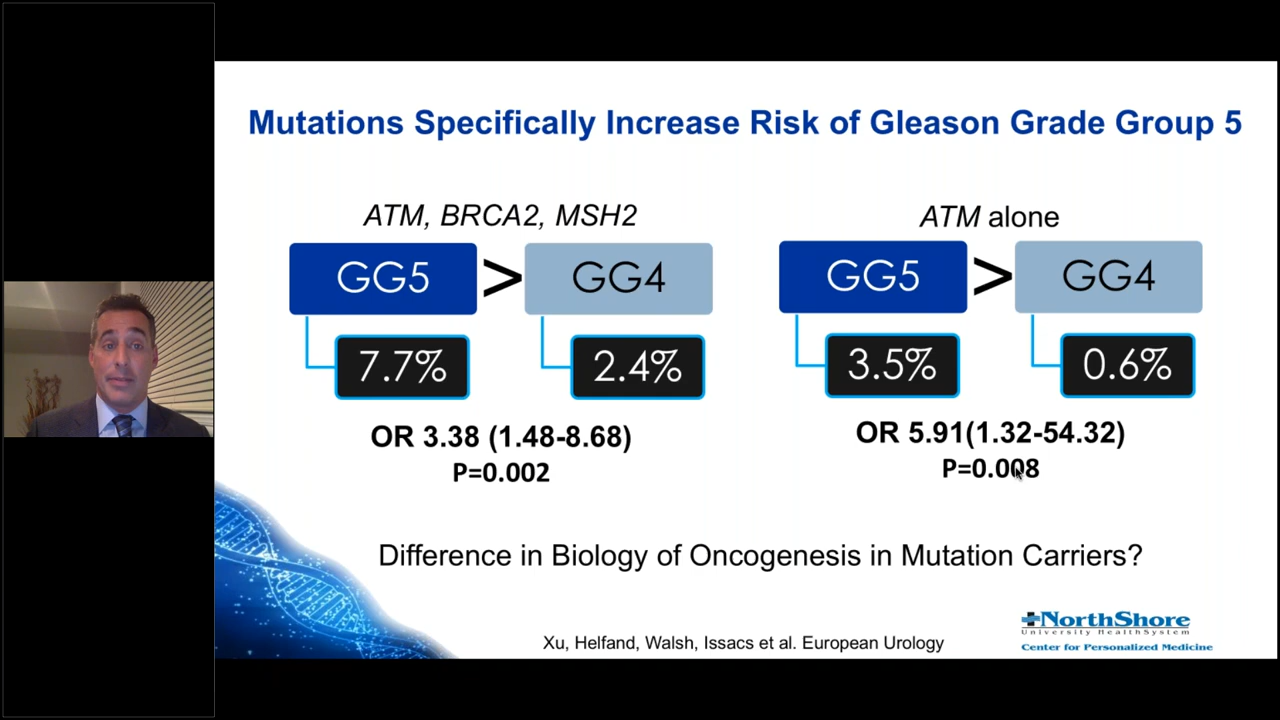 Mutations Specifically Increase Risk of Gleason Grade Group 5
ATM, BRCA2, MSH2
GG5 > GG4
7.7% 2.4%
OR 3.38 (1.48-8.68)
P=0.002
ATM alone
GG5 > GG4
3.5% 0.6%
OR 5.91(1.32-54.32)
P=0.008
Difference in Biology of Oncogenesis in Mutation Carriers?
Xu, Helfand, Walsh, Issacs et al. European Urology
NorthShore
University HealthSystem
Center for Personalized Medicine